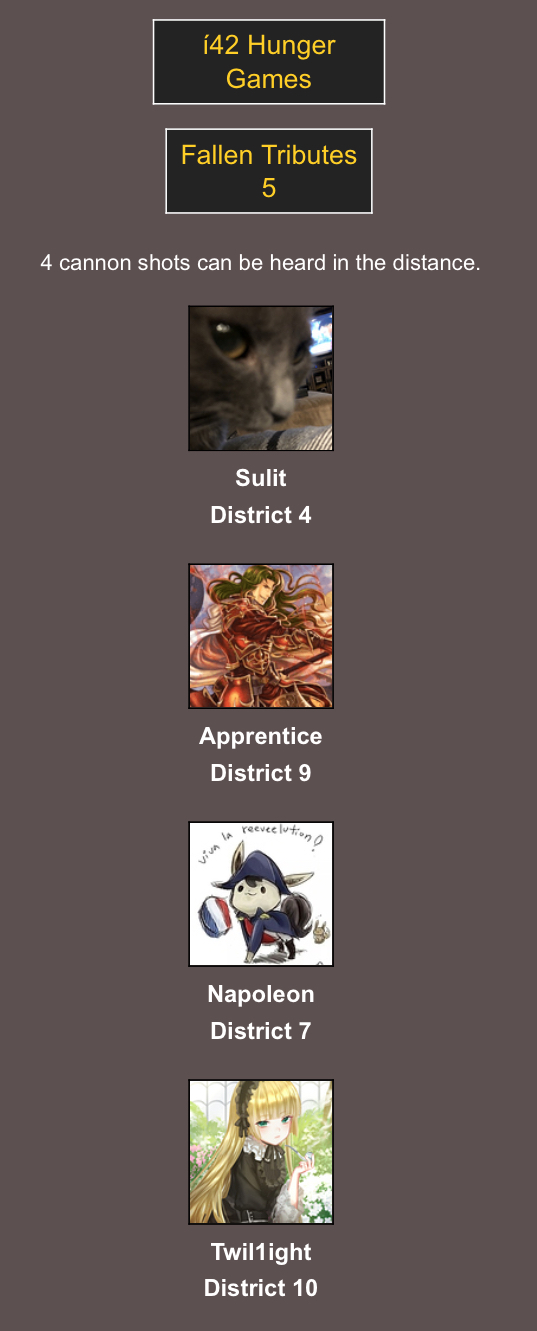 í42 Hunger
Games
Fallen Tributes
5
4 cannon shots can be heard in the distance.
Sulit
District 4
Apprentice
District 9
viva la reeveelution!
Napoleon
District 7
Twil1ight
District 10